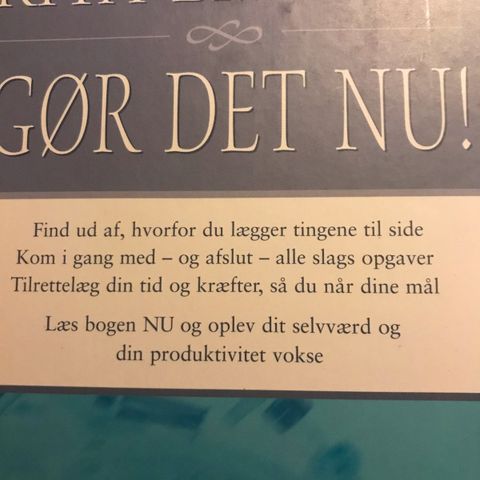 GØR DET NU!
Find ud af, hvorfor du lægger tingene til side
Kom i gang med – og afslut – alle slags opgaver
Tilrettelæg din tid og kræfter, så du når dine mål
Læs bogen NU og oplev dit selvværd og
din produktivitet vokse